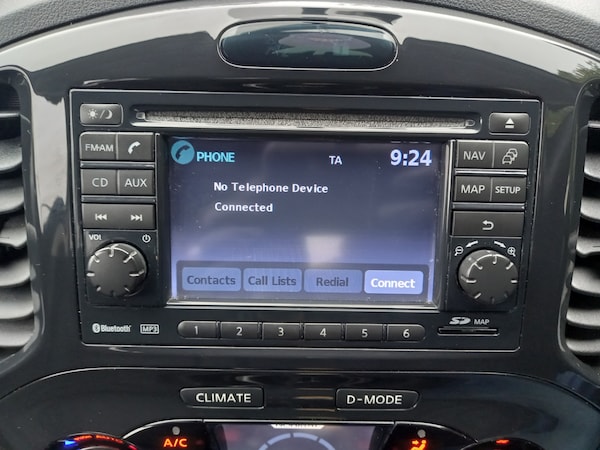 PHONE TA 9:24
FM·AM
NAV
No Telephone Device
Connected
CD AUX
MAP SETUP
VOL
Contacts Call Lists Redial Connect
Bluetooth MP3 1 2 3 4 5 6 SD MAP
CLIMATE D-MODE
A/C